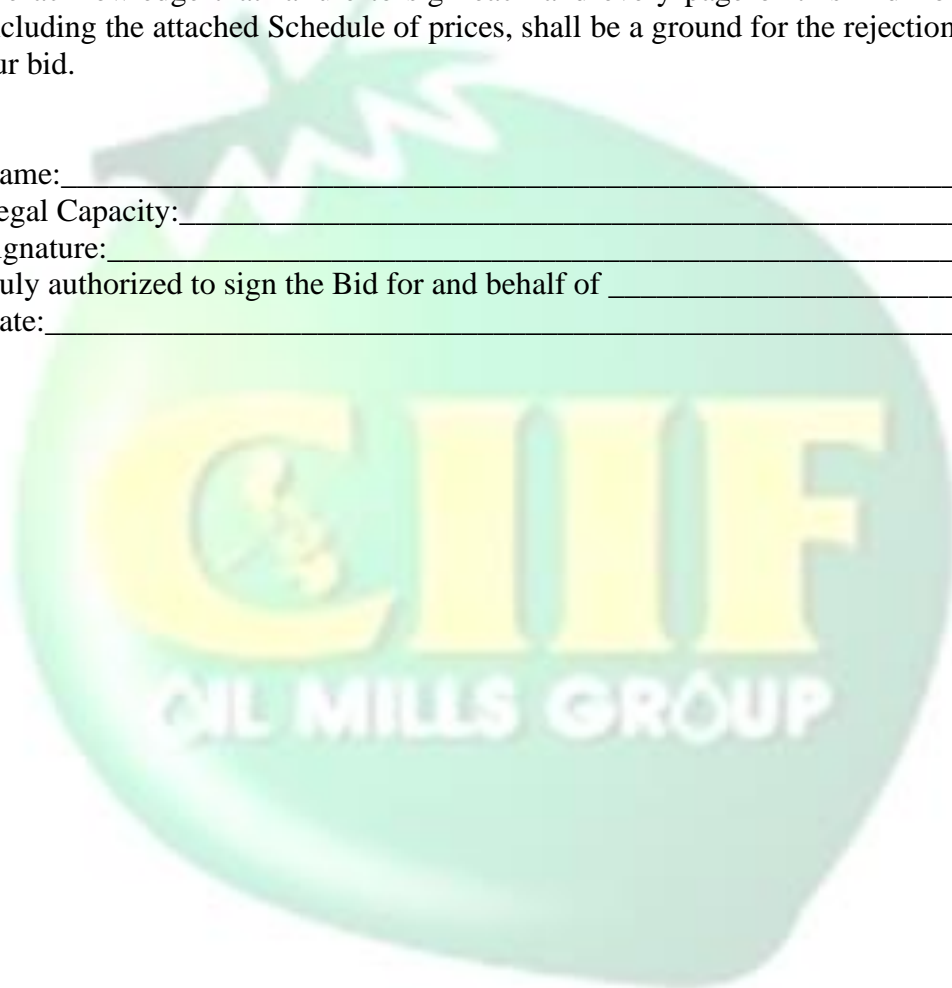 cluding the attached Schedule of prices, shall be a ground for the rejection
ur bid.
ame:
egal Capacity:
gnature:
uly authorized to sign the Bid for and behalf of
ate:
CIIF
OIL MILLS GROUP